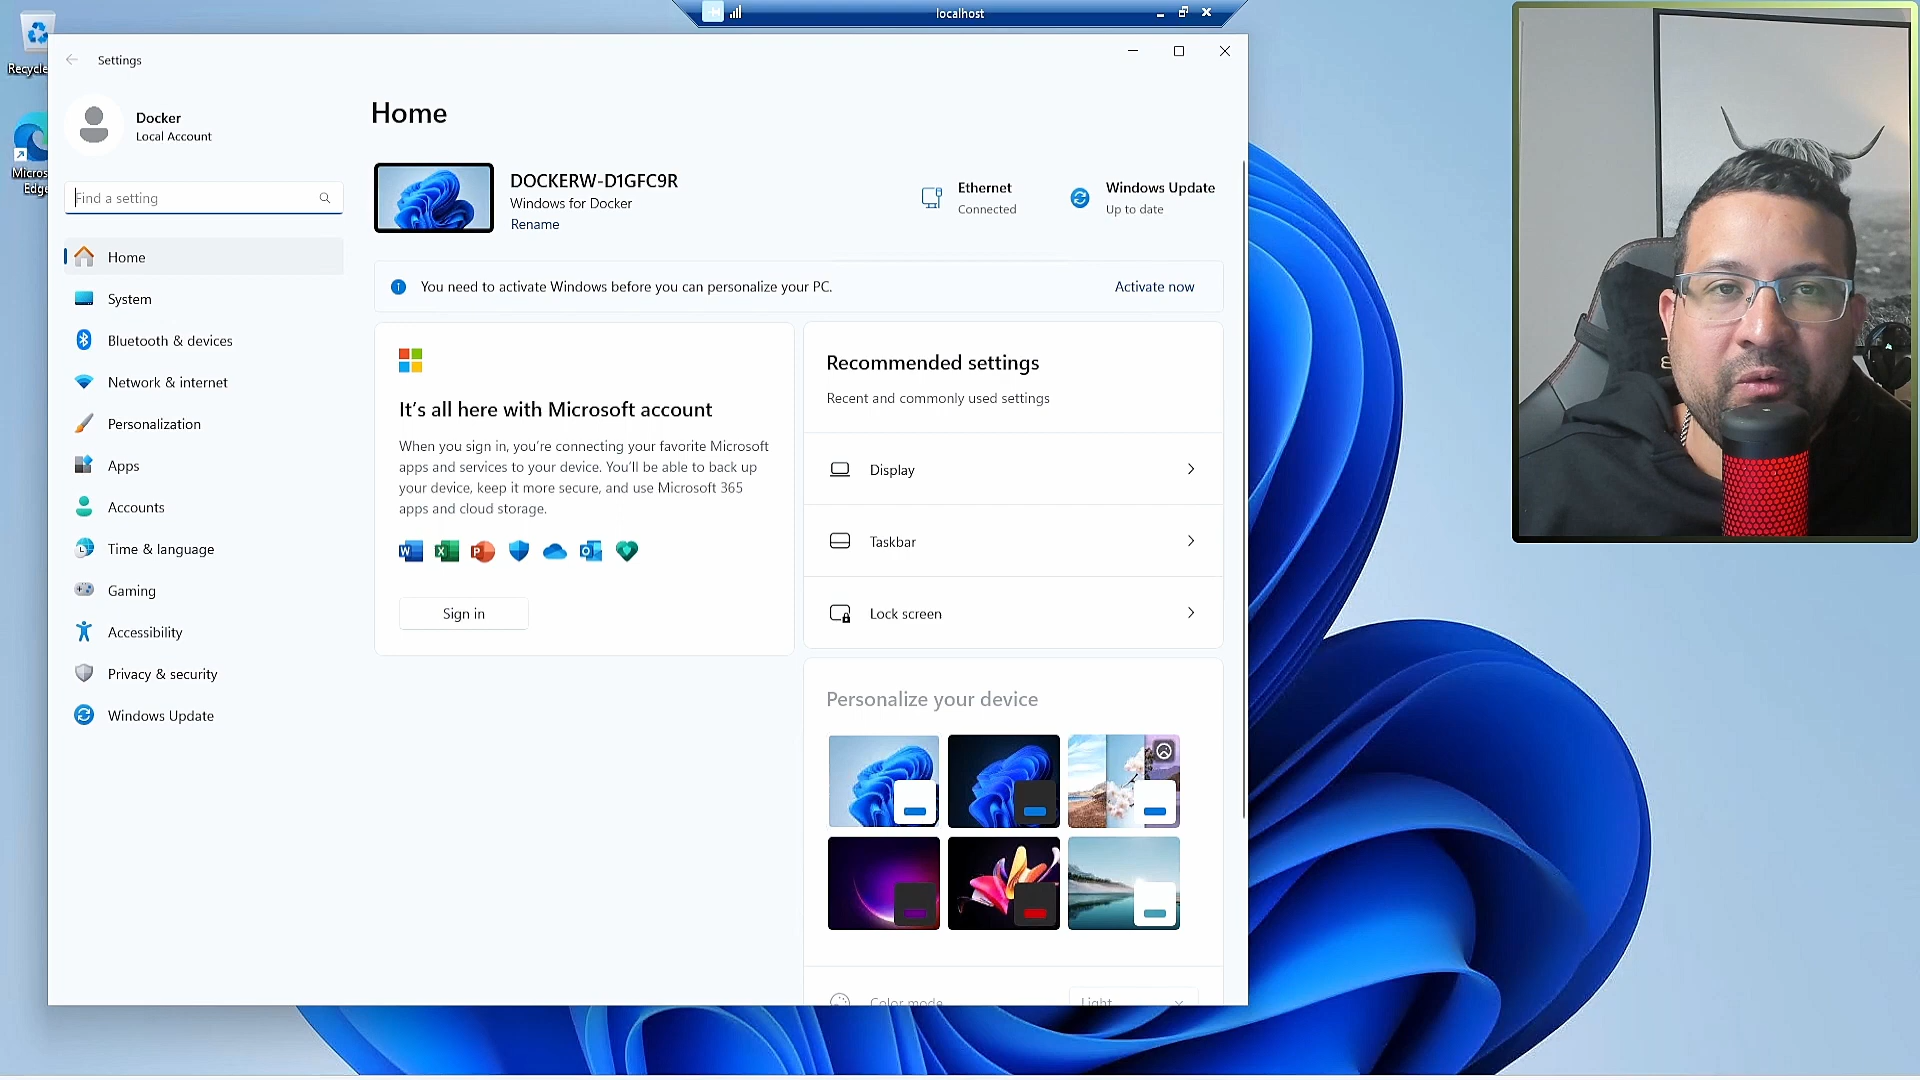 localhost
Recycle
Micros
Edge
Settings
Docker
Local Account
Find a setting
Home
System
Bluetooth & devices
Network & internet
Personalization
Apps
Accounts
Time & language
Gaming
Accessibility
Privacy & security
Windows Update
Home
DOCKERW-D1GFC9R
Windows for Docker
Rename
Ethernet
Connected
Windows Update
Up to date
You need to activate Windows before you can personalize your PC.
Activate now
It's all here with Microsoft account
When you sign in, you're connecting your favorite Microsoft
apps and services to your device. You'll be able to back up
your device, keep it more secure, and use Microsoft 365
apps and cloud storage.
Sign in
Recommended settings
Recent and commonly used settings
Display
Taskbar
Lock screen
Personalize your device
Color mode
Light